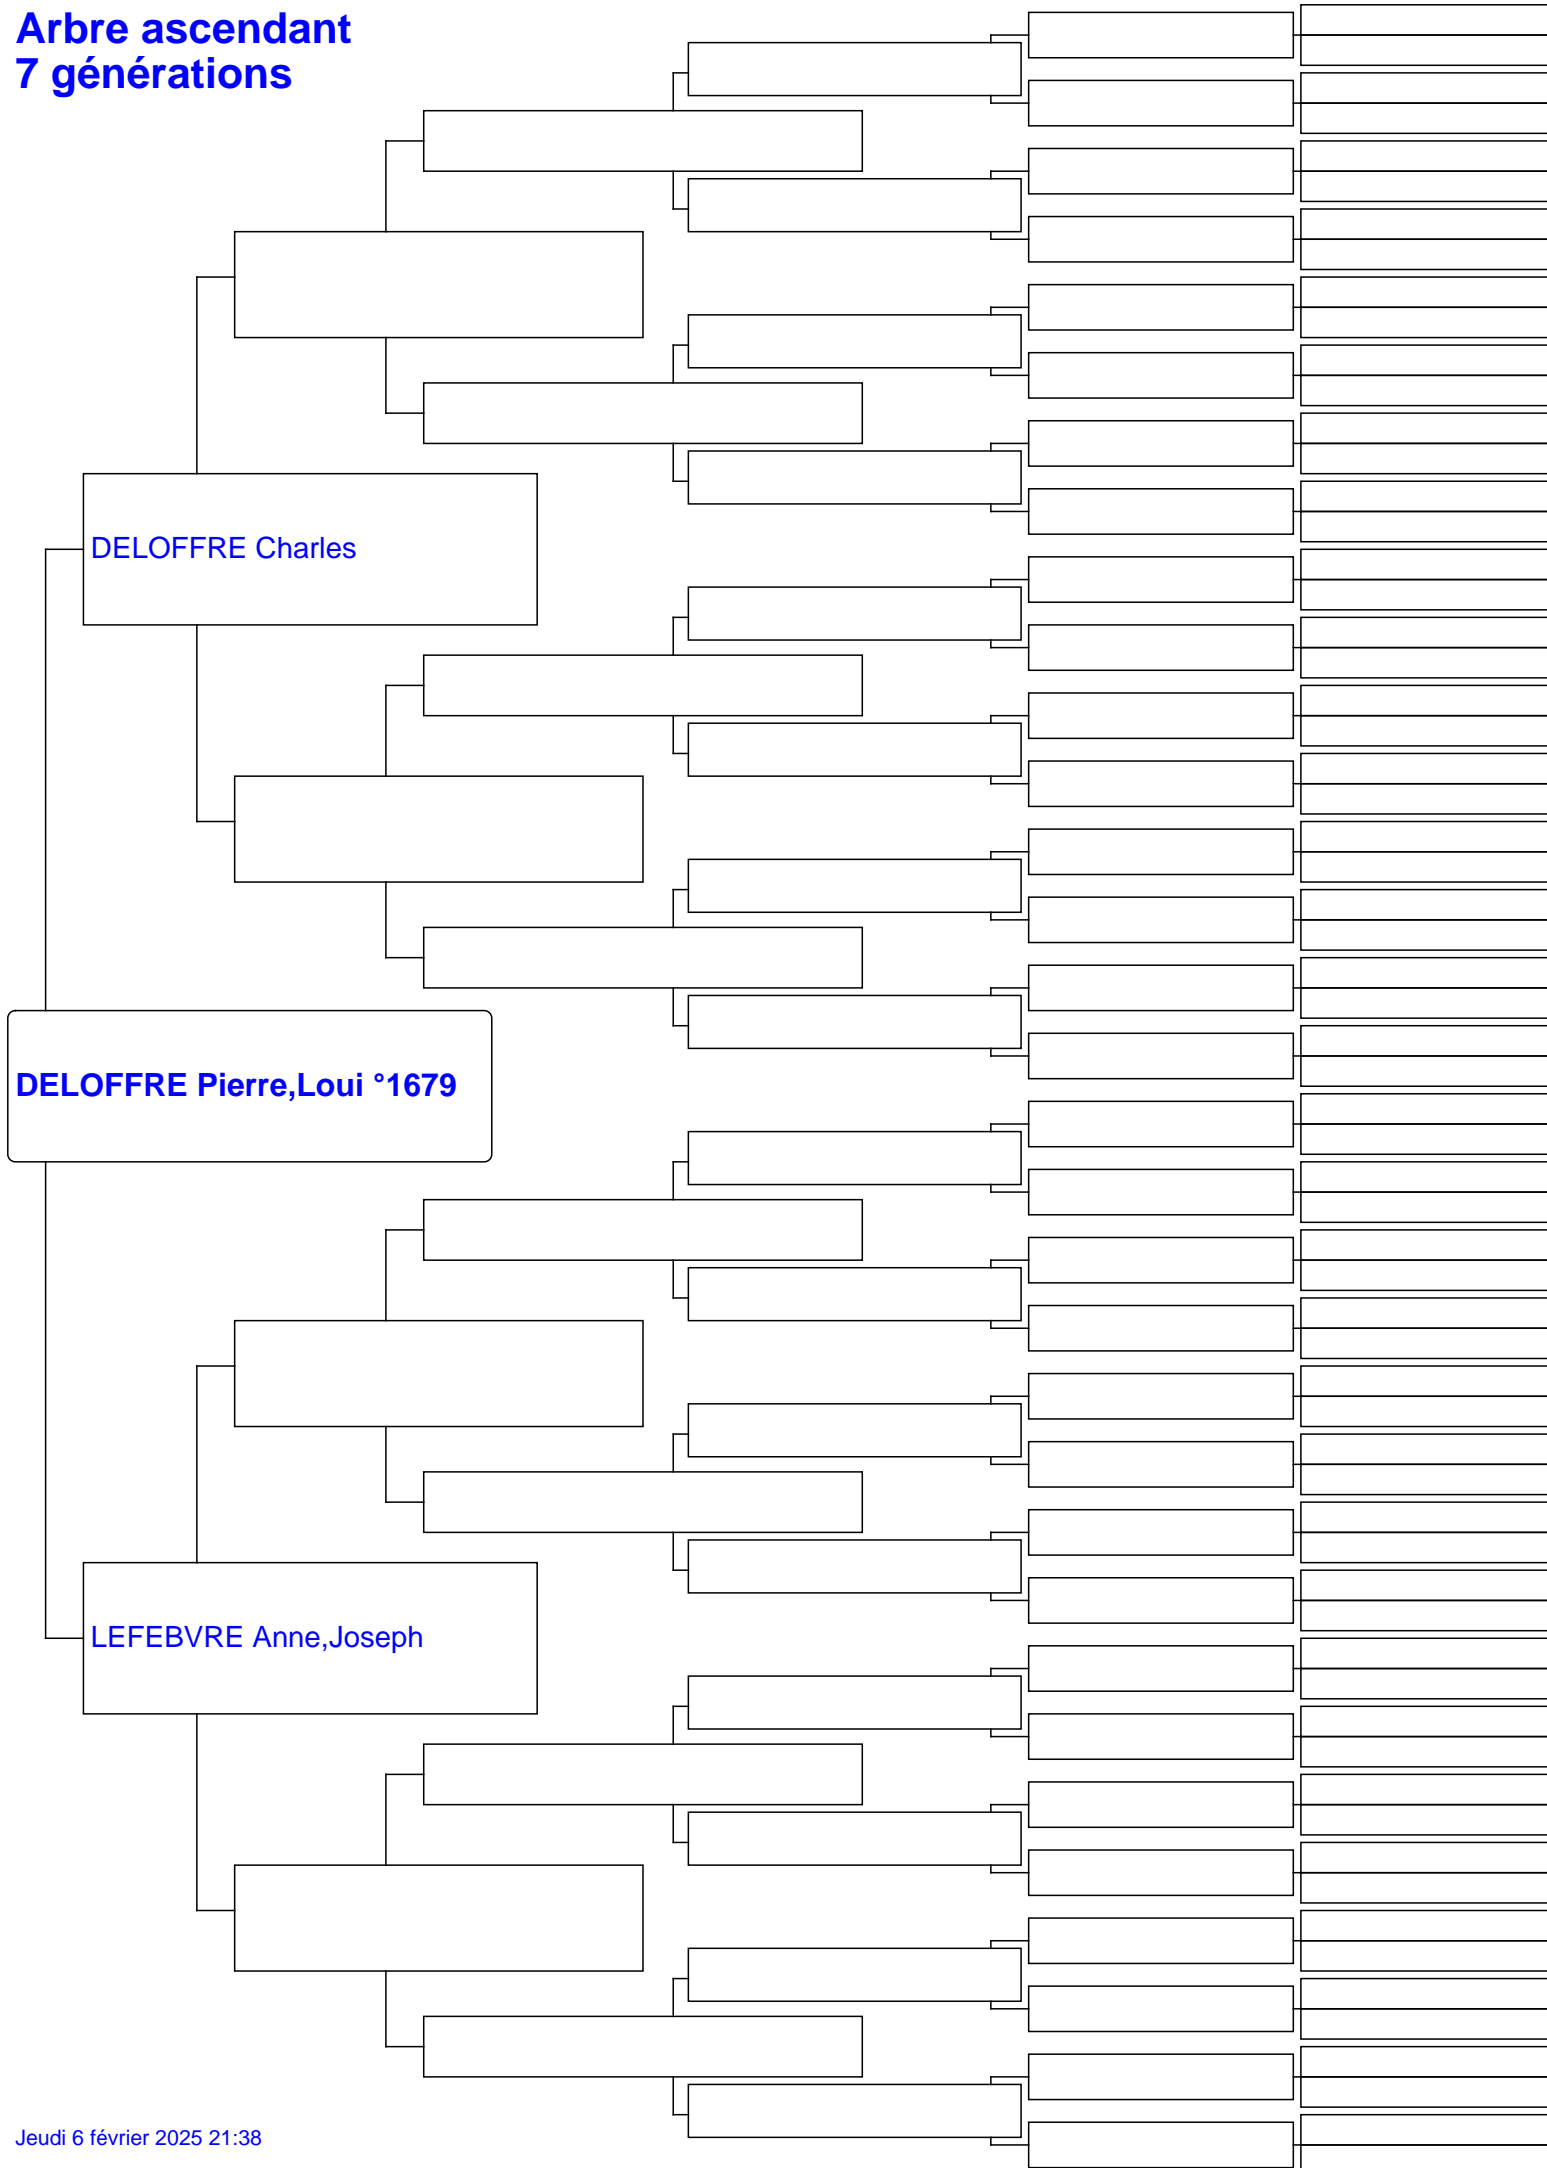 Arbre ascendant
7 générations
DELOFFRE Charles
DELOFFRE Pierre,Loui °1679
LEFEBVRE Anne,Joseph
Jeudi 6 février 2025 21:38